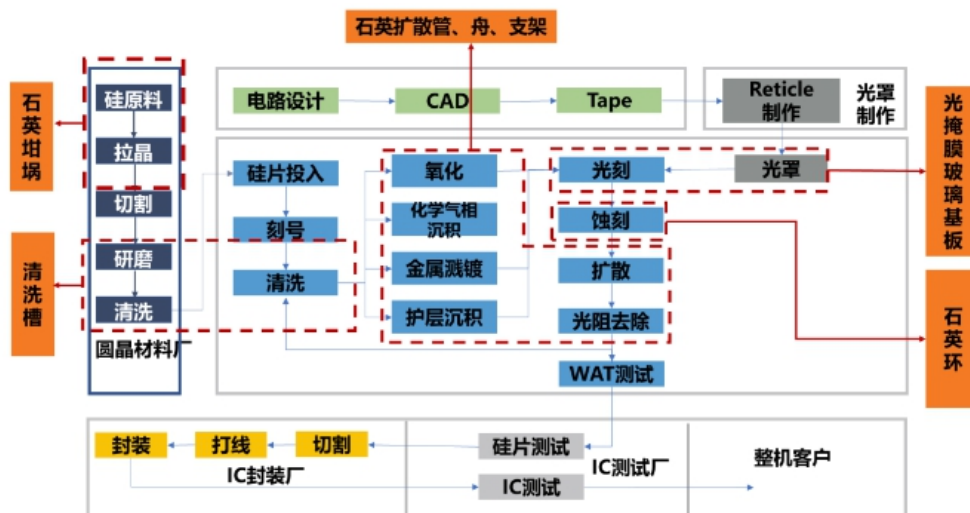 石英扩散管、舟、支架
石英坩埚
清洗槽
硅原料
拉晶
切割
研磨
清洗
圆晶材料厂
电路设计
CAD
Tape
Reticle
制作
光罩
制作
硅片投入
刻号
清洗
氧化
化学气相
沉积
金属溅镀
护层沉积
光刻
光罩
蚀刻
扩散
光阻去除
WAT测试
光掩膜玻璃基板
石英环
封装
打线
切割
IC封装厂
硅片测试
IC测试厂
IC测试
整机客户